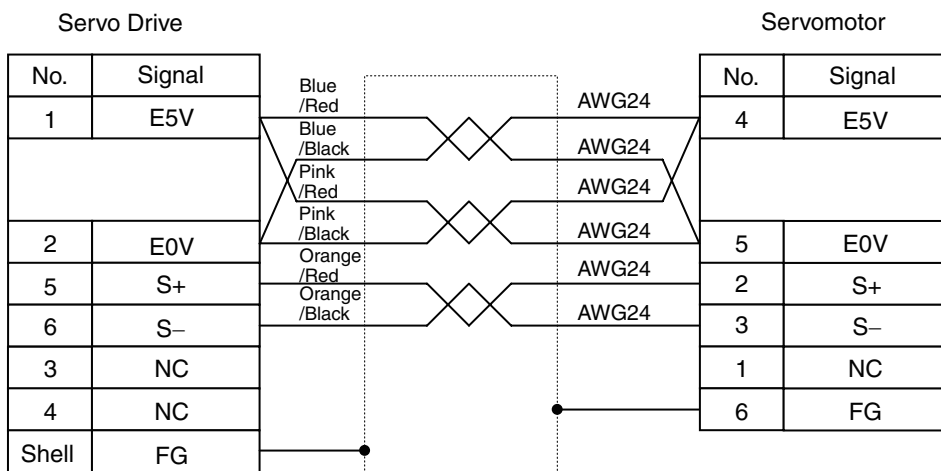 Servo Drive
Servomotor
No. Signal
1 E5V
2 E0V
5 S+
6 S−
3 NC
4 NC
Shell FG
Blue
/Red
Blue
/Black
Pink
/Red
Pink
/Black
Orange
/Red
Orange
/Black
AWG24
AWG24
AWG24
AWG24
AWG24
AWG24
No. Signal
4 E5V
5 E0V
2 S+
3 S−
1 NC
6 FG